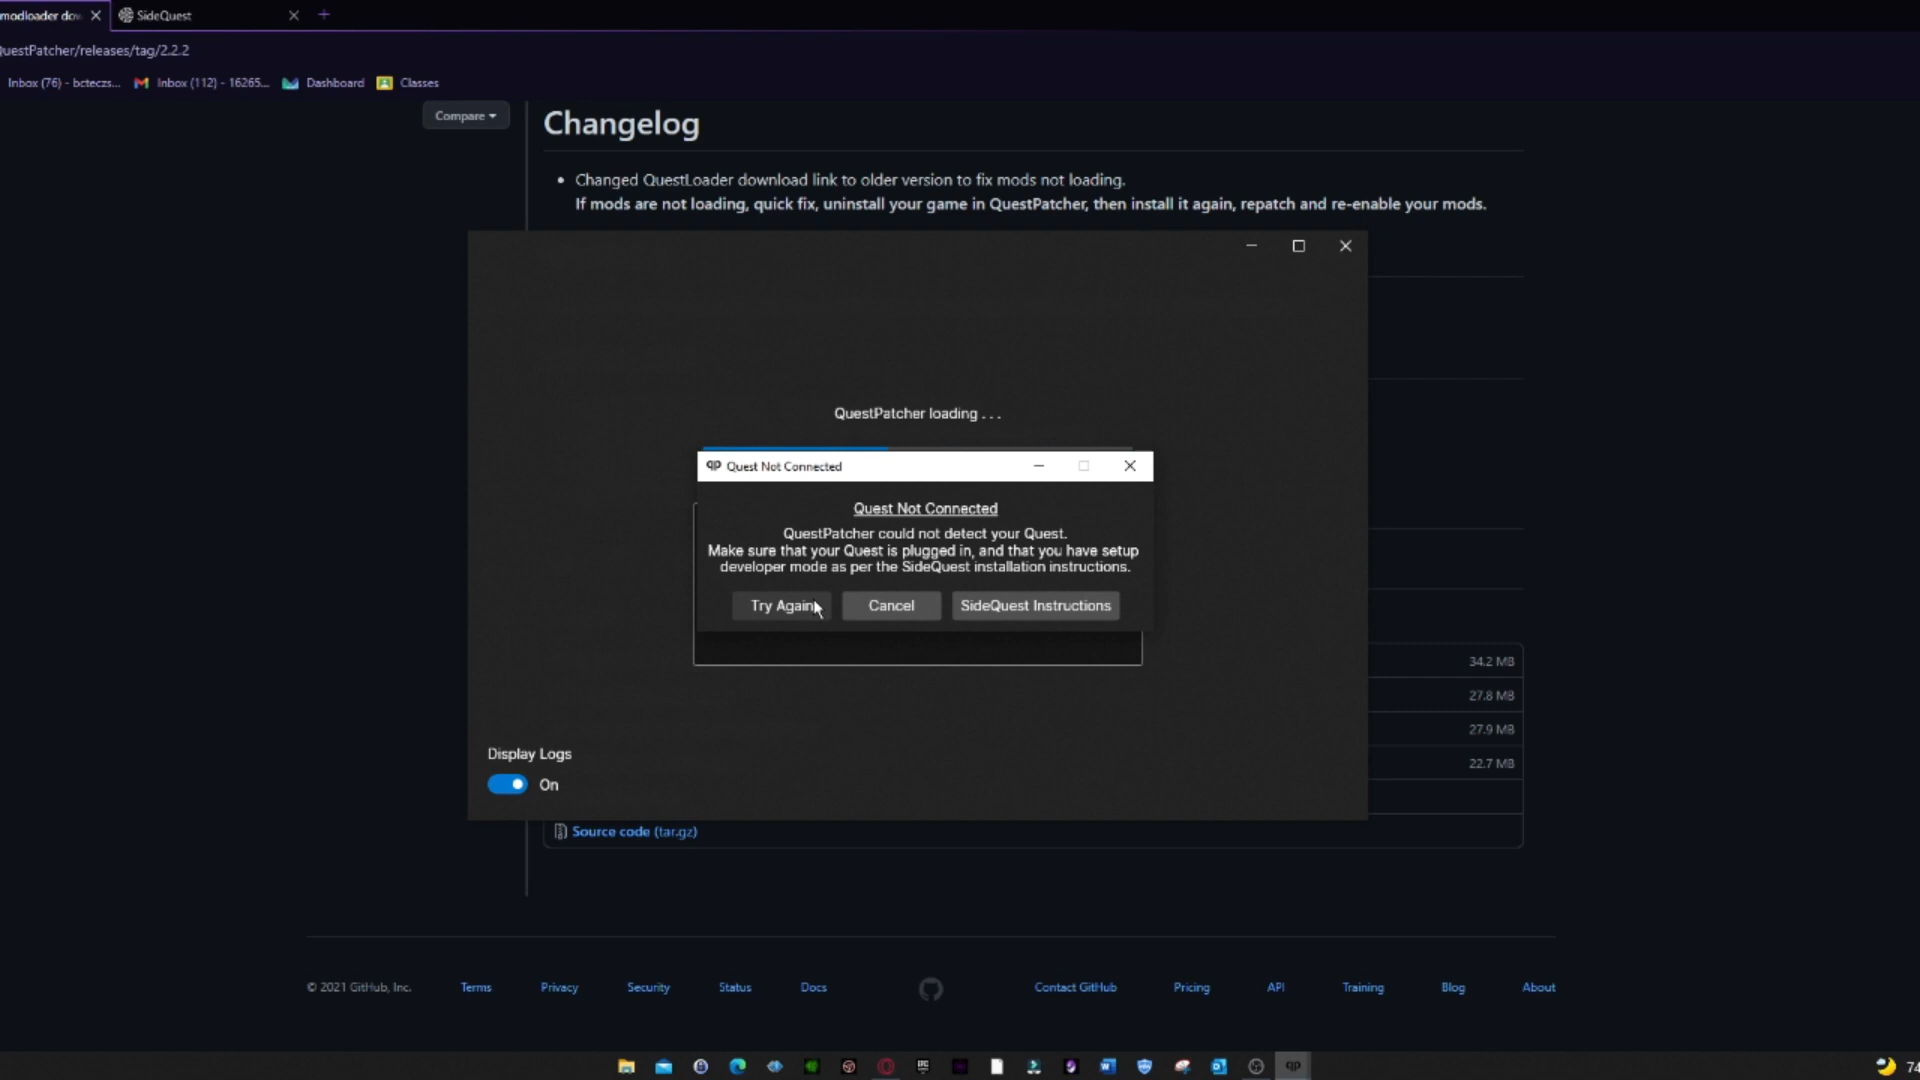 modloader dow
SideQuest
QuestPatcher/releases/tag/2.2.2
Inbox (76) - bcteczs...
Inbox (112) - 16265...
Dashboard
Classes
Compare
Changelog
Changed QuestLoader download link to older version to fix mods not loading.
If mods are not loading, quick fix, uninstall your game in QuestPatcher, then install it again, repatch and re-enable your mods.
QuestPatcher loading . . .
Quest Not Connected
Quest Not Connected
QuestPatcher could not detect your Quest.
Make sure that your Quest is plugged in, and that you have setup
developer mode as per the SideQuest installation instructions.
Try Again
Cancel
SideQuest Instructions
34.2 MB
27.8 MB
27.9 MB
22.7 MB
Display Logs
On
Source code (tar.gz)
© 2021 GitHub, Inc.
Terms
Privacy
Security
Status
Docs
Contact GitHub
Pricing
API
Training
Blog
About
74